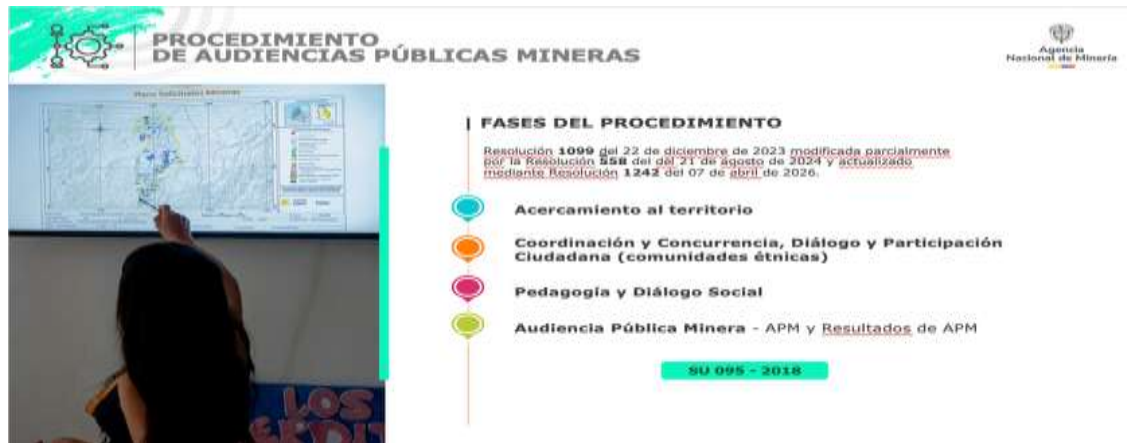 PROCEDIMIENTO
DE AUDIENCIAS PÚBLICAS MINERAS
Agencia
Nacional de Minería
Mapa Solicitudes Mineras
| FASES DEL PROCEDIMIENTO
Resolución 1099 del 22 de diciembre de 2023 modificada parcialmente
por la Resolución 558 del del 21 de agosto de 2024 y actualizado
mediante Resolución 1242 del 07 de abril de 2026.
Acercamiento al territorio
Coordinación y Concurrencia, Diálogo y Participación
Ciudadana (comunidades étnicas)
Pedagogía y Diálogo Social
Audiencia Pública Minera - APM y Resultados de APM
SU 095 - 2018
LOS